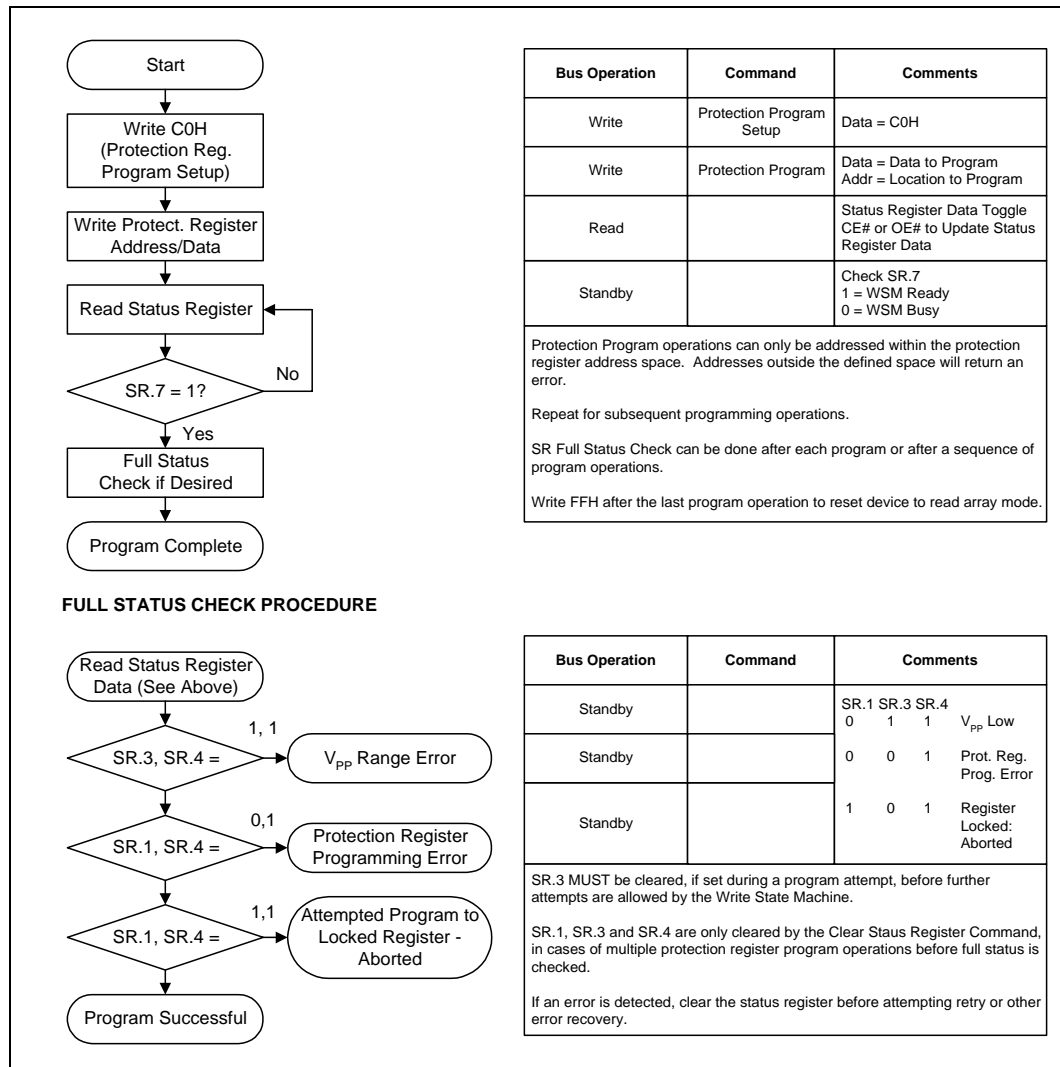 Start
Write C0H
(Protection Reg.
Program Setup)
Write Protect. Register
Address/Data
Read Status Register
SR.7 = 1?
No
Yes
Full Status
Check if Desired
Program Complete
Bus Operation Command Comments
Write Protection Program Setup Data = C0H
Write Protection Program Data = Data to Program
Addr = Location to Program
Read Status Register Data Toggle
CE# or OE# to Update Status
Register Data
Standby Check SR.7
1 = WSM Ready
0 = WSM Busy
Protection Program operations can only be addressed within the protection
register address space. Addresses outside the defined space will return an
error.
Repeat for subsequent programming operations.
SR Full Status Check can be done after each program or after a sequence of
program operations.
Write FFH after the last program operation to reset device to read array mode.
FULL STATUS CHECK PROCEDURE
Read Status Register
Data (See Above)
SR.3, SR.4 =
1, 1
VPP Range Error
SR.1, SR.4 =
0,1
Protection Register
Programming Error
SR.1, SR.4 =
1,1
Attempted Program to
Locked Register -
Aborted
Program Successful
Bus Operation Command Comments
Standby SR.1 SR.3 SR.4
0 1 1 VPP Low
Standby 0 0 1 Prot. Reg.
Prog. Error
Standby 1 0 1 Register
Locked:
Aborted
SR.3 MUST be cleared, if set during a program attempt, before further
attempts are allowed by the Write State Machine.
SR.1, SR.3 and SR.4 are only cleared by the Clear Staus Register Command,
in cases of multiple protection register program operations before full status is
checked.
If an error is detected, clear the status register before attempting retry or other
error recovery.